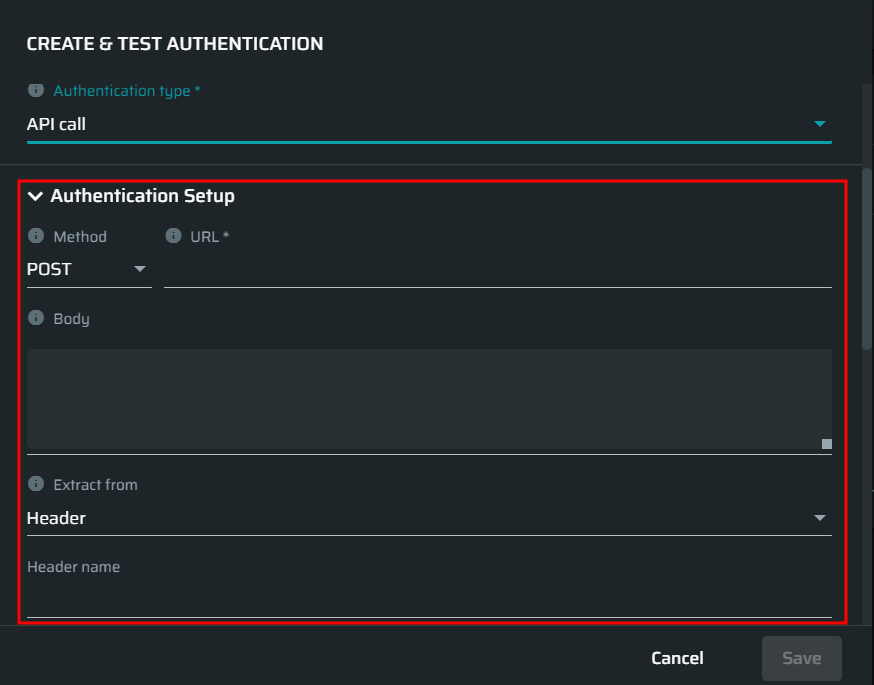 CREATE & TEST AUTHENTICATION
Authentication type *
API call
Authentication Setup
Method URL *
POST
Body
Extract from
Header
Header name
Cancel Save